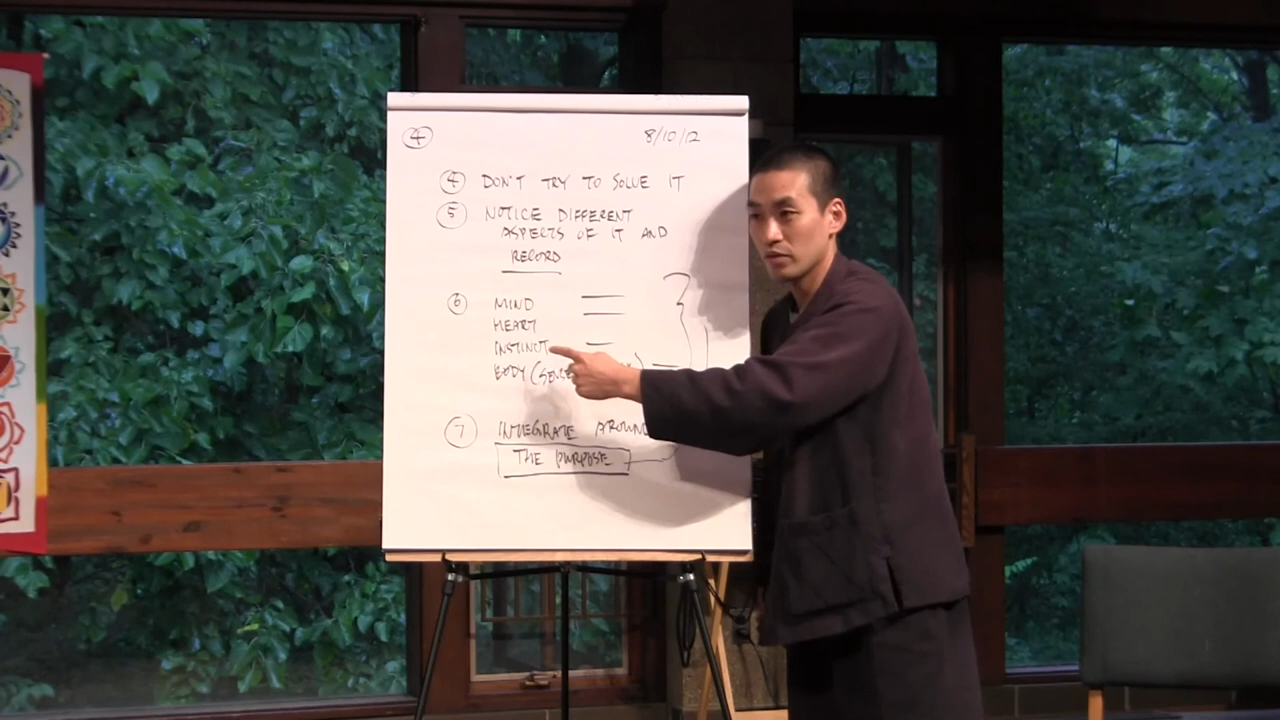 ④ 8/10/12
④ DON'T TRY TO SOLVE IT
⑤ NOTICE DIFFERENT
ASPECTS OF IT AND
RECORD
⑥ MIND
HEART
INSTINCT
BODY (SENSE
⑦ INTEGRATE AROUND
THE PURPOSE